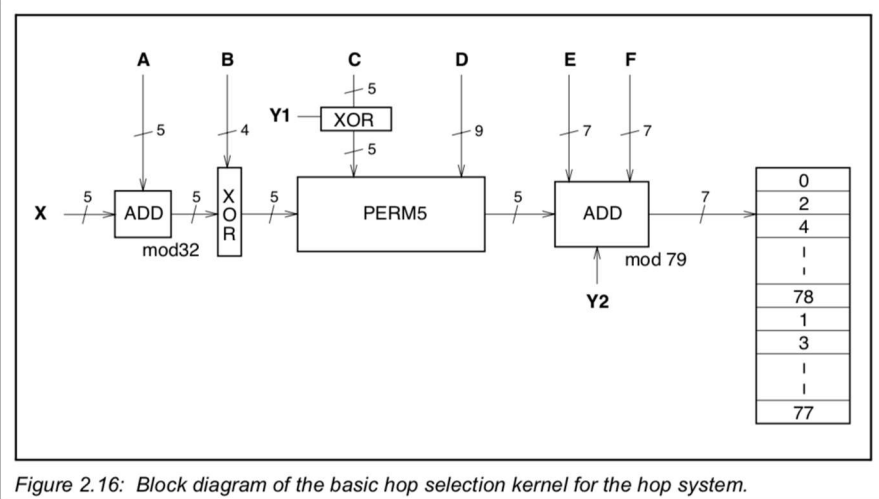 A B C D E F
5
Y1 XOR
5 4 9 7 7
5
X 5 ADD 5 XOR 5 PERM5 5 ADD 7
mod32
mod 79
Y2
0
2
4
78
1
3
77
Figure 2.16: Block diagram of the basic hop selection kernel for the hop system.